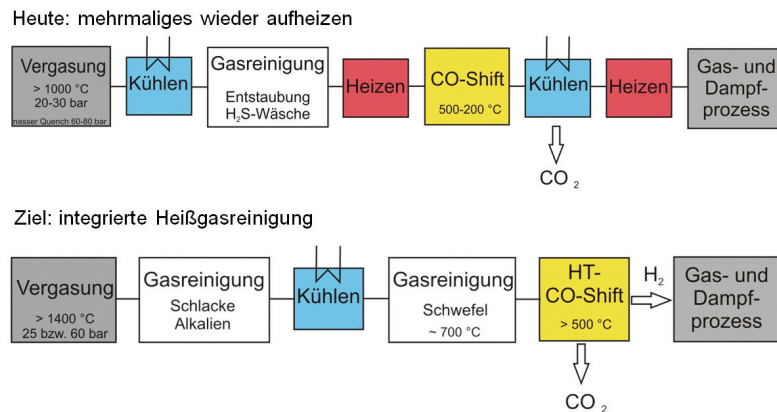 Heute: mehrmaliges wieder aufheizen
Vergasung
> 1000 °C
20-30 bar
nasser Quench 60-80 bar
Kühlen
Gasreinigung
Entstaubung
H₂S-Wäsche
Heizen
CO-Shift
500-200 °C
Kühlen
CO ₂
Heizen
Gas- und
Dampf-
prozess
Ziel: integrierte Heißgasreinigung
Vergasung
> 1400 °C
25 bzw. 60 bar
Gasreinigung
Schlacke
Alkalien
Kühlen
Gasreinigung
Schwefel
~ 700 °C
HT-
CO-Shift
> 500 °C
CO ₂
H₂
Gas- und
Dampf-
prozess